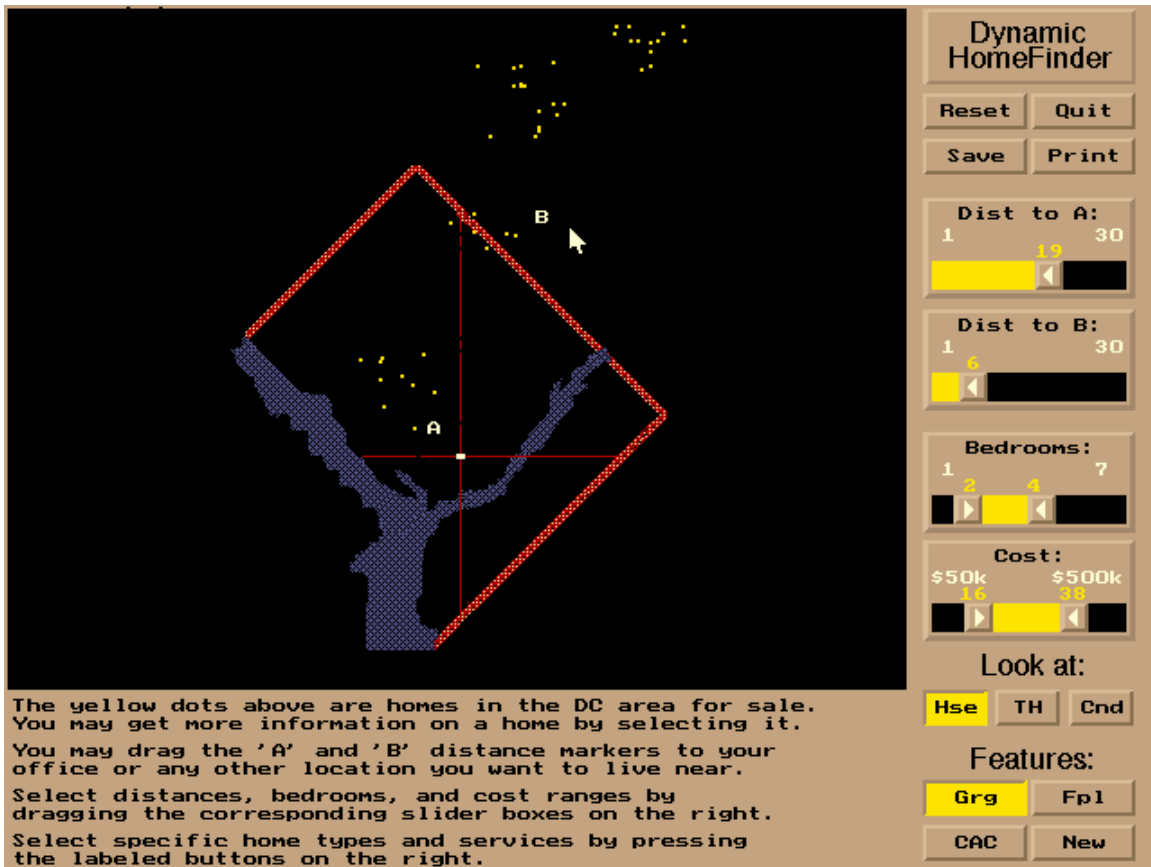 Dynamic
HomeFinder
Reset Quit
Save Print
B
A
Dist to A:
1 30
19
Dist to B:
1 30
6
Bedrooms:
1 7
2 4
Cost:
$50k $500k
16 38
Look at:
Hse TH Cnd
Features:
Grg Fpl
CAC New
The yellow dots above are homes in the DC area for sale.
You may get more information on a home by selecting it.
You may drag the 'A' and 'B' distance markers to your
office or any other location you want to live near.
Select distances, bedrooms, and cost ranges by
dragging the corresponding slider boxes on the right.
Select specific home types and services by pressing
the labeled buttons on the right.